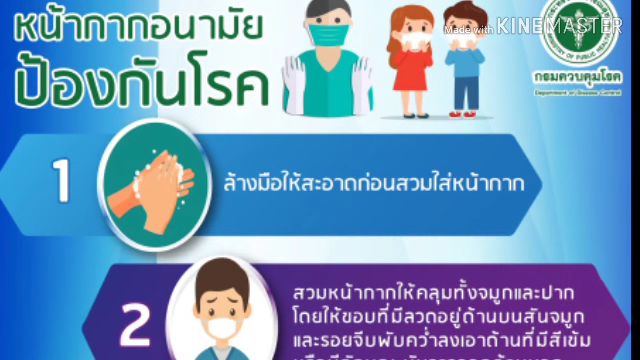 หน้ากากอนามัย
ป้องกันโรค
Made with KINEMASTER
MINISTRY OF PUBLIC HEALTH
กรมควบคุมโรค
Department of Disease Control
1
ล้างมือให้สะอาดก่อนสวมใส่หน้ากาก
2
สวมหน้ากากให้คลุมทั้งจมูกและปาก
โดยให้ขอบที่มีลวดอยู่ด้านบนสันจมูก
และรอยจีบพับคว่ำลงเอาด้านที่มีสีเข้ม